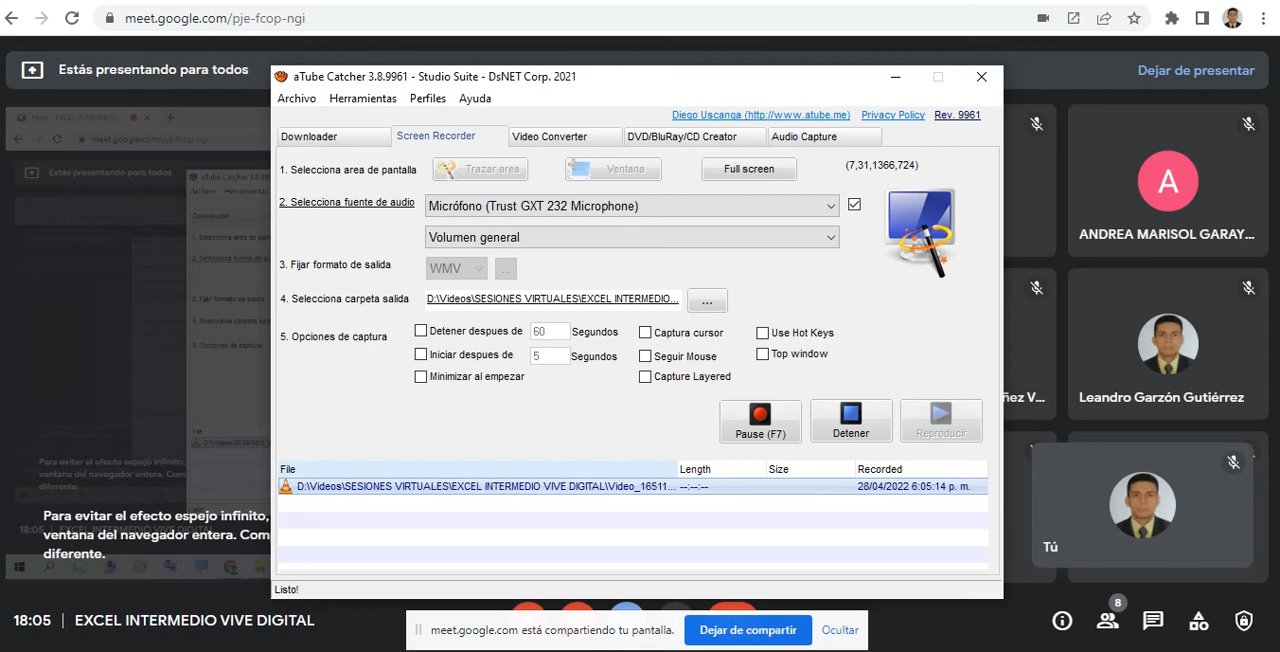 meet.google.com/pje-fcop-ngi
Estás presentando para todos
Dejar de presentar
aTube Catcher 3.8.9961 - Studio Suite - DsNET Corp. 2021
Archivo Herramientas Perfiles Ayuda
Diego Uscanga (http://www.atube.me) Privacy Policy Rev. 9961
Downloader Screen Recorder Video Converter DVD/BluRay/CD Creator Audio Capture
1. Selecciona area de pantalla Trazar area Ventana Full screen (7,31,1366,724)
2. Selecciona fuente de audio Micrófono (Trust GXT 232 Microphone)
Volumen general
3. Fijar formato de salida WMV ...
4. Selecciona carpeta salida D:\Videos\SESIONES VIRTUALES\EXCEL INTERMEDIO... ...
5. Opciones de captura
Detener despues de 60 Segundos Captura cursor Use Hot Keys
Iniciar despues de 5 Segundos Seguir Mouse Top window
Minimizar al empezar Capture Layered
Pause (F7) Detener Reproducir
File Length Size Recorded
D:\Videos\SESIONES VIRTUALES\EXCEL INTERMEDIO VIVE DIGITAL\Video_16511... --:--:-- 28/04/2022 6:05:14 p. m.
Listo!
A
ANDREA MARISOL GARAY...
ñez V...
Leandro Garzón Gutiérrez
Tú
Para evitar el efecto espejo infinito,
ventana del navegador entera. Com
diferente.
18:05 | EXCEL INTERMEDIO VIVE DIGITAL
meet.google.com está compartiendo tu pantalla. Dejar de compartir Ocultar
8